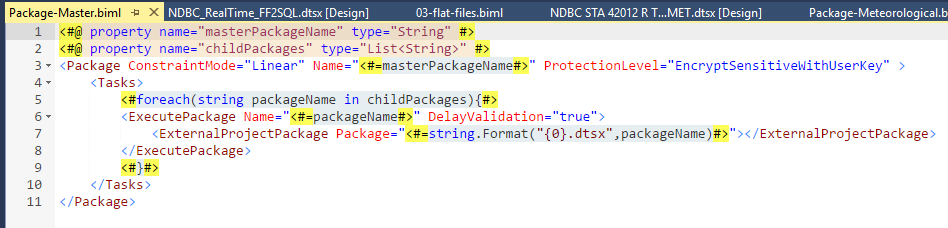 Package-Master.biml
NDBC_RealTime_FF2SQL.dtsx [Design]
03-flat-files.biml
NDBC STA 42012 R T...MET.dtsx [Design]
Package-Meteorological.b
1 <#@ property name="masterPackageName" type="String" #>
2 <#@ property name="childPackages" type="List<String>" #>
3 <Package ConstraintMode="Linear" Name="<#=masterPackageName#>" ProtectionLevel="EncryptSensitiveWithUserKey" >
4 <Tasks>
5 <#foreach(string packageName in childPackages){#>
6 <ExecutePackage Name="<#=packageName#>" DelayValidation="true">
7 <ExternalProjectPackage Package="<#=string.Format("{0}.dtsx",packageName)#>"></ExternalProjectPackage>
8 </ExecutePackage>
9 <#}#>
10 </Tasks>
11 </Package>